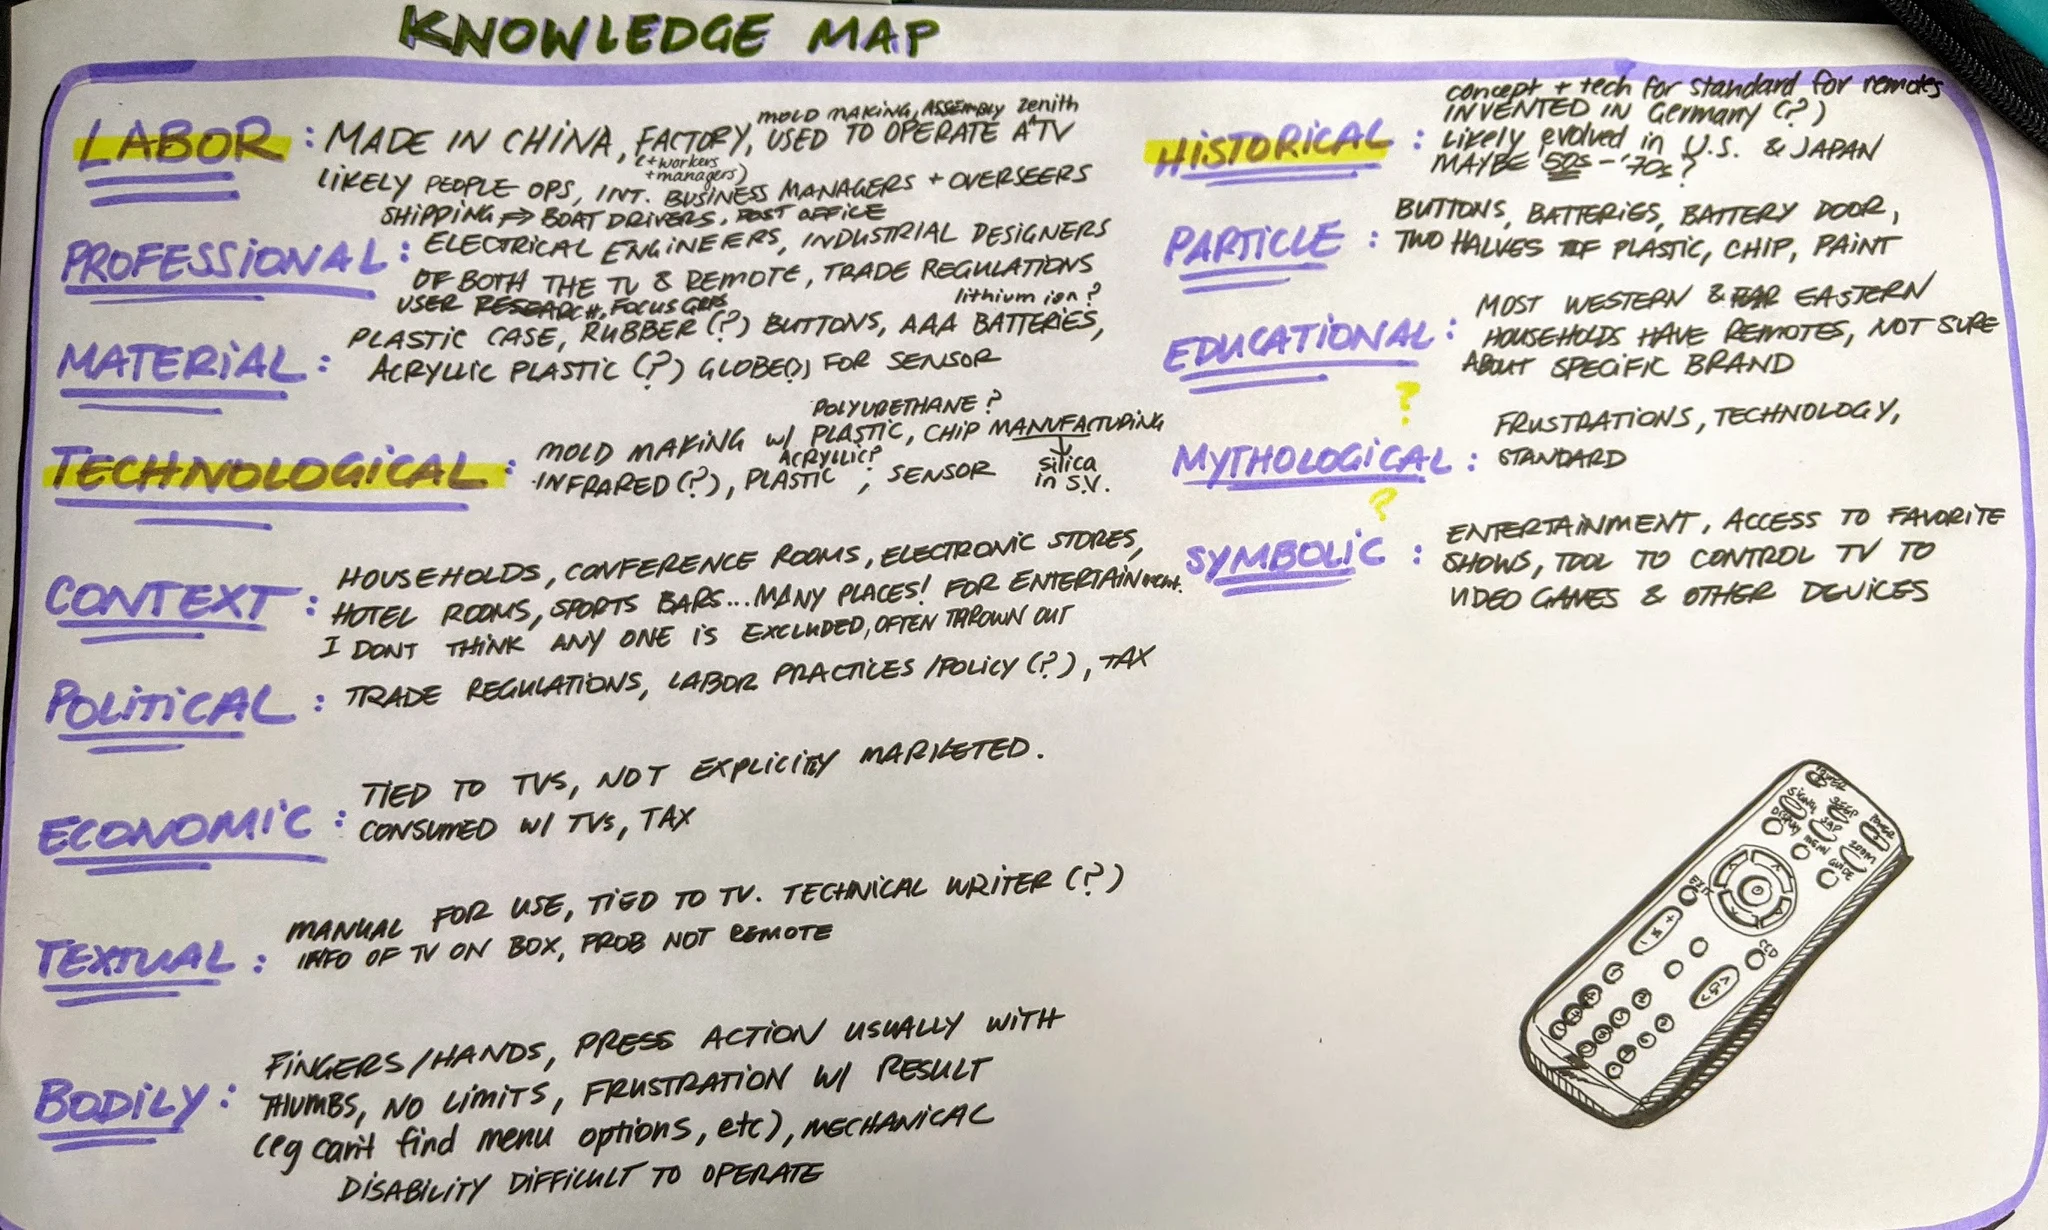 KNOWLEDGE MAP
MOLD MAKING, ASSEMBLY Zenith
LABOR : MADE IN CHINA, FACTORY, USED TO OPERATE A^TV
(+workers
+managers)
LIKELY PEOPLE OPS, INT. BUSINESS MANAGERS + OVERSEERS
SHIPPING => BOAT DRIVERS, POST OFFICE
PROFESSIONAL : ELECTRICAL ENGINEERS, INDUSTRIAL DESIGNERS
OF BOTH THE TV & REMOTE, TRADE REGULATIONS
USER RESEARCH, FOCUS GRPS
lithium ion?
MATERIAL : PLASTIC CASE, RUBBER (?) BUTTONS, AAA BATTERIES,
ACRYLLIC PLASTIC (?) GLOBE(?) FOR SENSOR
POLYURETHANE?
TECHNOLOGICAL : MOLD MAKING W/ PLASTIC, CHIP MANUFACTURING
ACRYLLIC?
INFRARED (?), PLASTIC, SENSOR
silica
in S.V.
CONTEXT : HOUSEHOLDS, CONFERENCE ROOMS, ELECTRONIC STORES,
HOTEL ROOMS, SPORTS BARS...MANY PLACES! FOR ENTERTAINMENT.
I DONT THINK ANY ONE IS EXCLUDED, OFTEN THROWN OUT
POLITICAL : TRADE REGULATIONS, LABOR PRACTICES/POLICY (?), TAX
ECONOMIC : TIED TO TVS, NOT EXPLICITLY MARKETED.
CONSUMED W/ TVs, TAX
TEXTUAL : MANUAL FOR USE, TIED TO TV. TECHNICAL WRITER (?)
INFO OF TV ON BOX, PROB NOT REMOTE
BODILY : FINGERS/HANDS, PRESS ACTION USUALLY WITH
THUMBS, NO LIMITS, FRUSTRATION W/ RESULT
(eg can't find menu options, etc), MECHANICAL
DISABILITY DIFFICULT TO OPERATE
concept + tech for standard for remotes
HISTORICAL : INVENTED IN Germany (?)
Likely evolved in U.S. & JAPAN
MAYBE 50s - '70s?
PARTICLE : BUTTONS, BATTERIES, BATTERY DOOR,
TWO HALVES OF PLASTIC, CHIP, PAINT
EDUCATIONAL : MOST WESTERN & EASTERN
HOUSEHOLDS HAVE REMOTES, NOT SURE
ABOUT SPECIFIC BRAND
?
MYTHOLOGICAL : FRUSTRATIONS, TECHNOLOGY,
STANDARD
?
SYMBOLIC : ENTERTAINMENT, ACCESS TO FAVORITE
SHOWS, TOOL TO CONTROL TV TO
VIDEO GAMES & OTHER DEVICES
POWER
POWER
ZOOM
MENU
GUIDE
EXIT